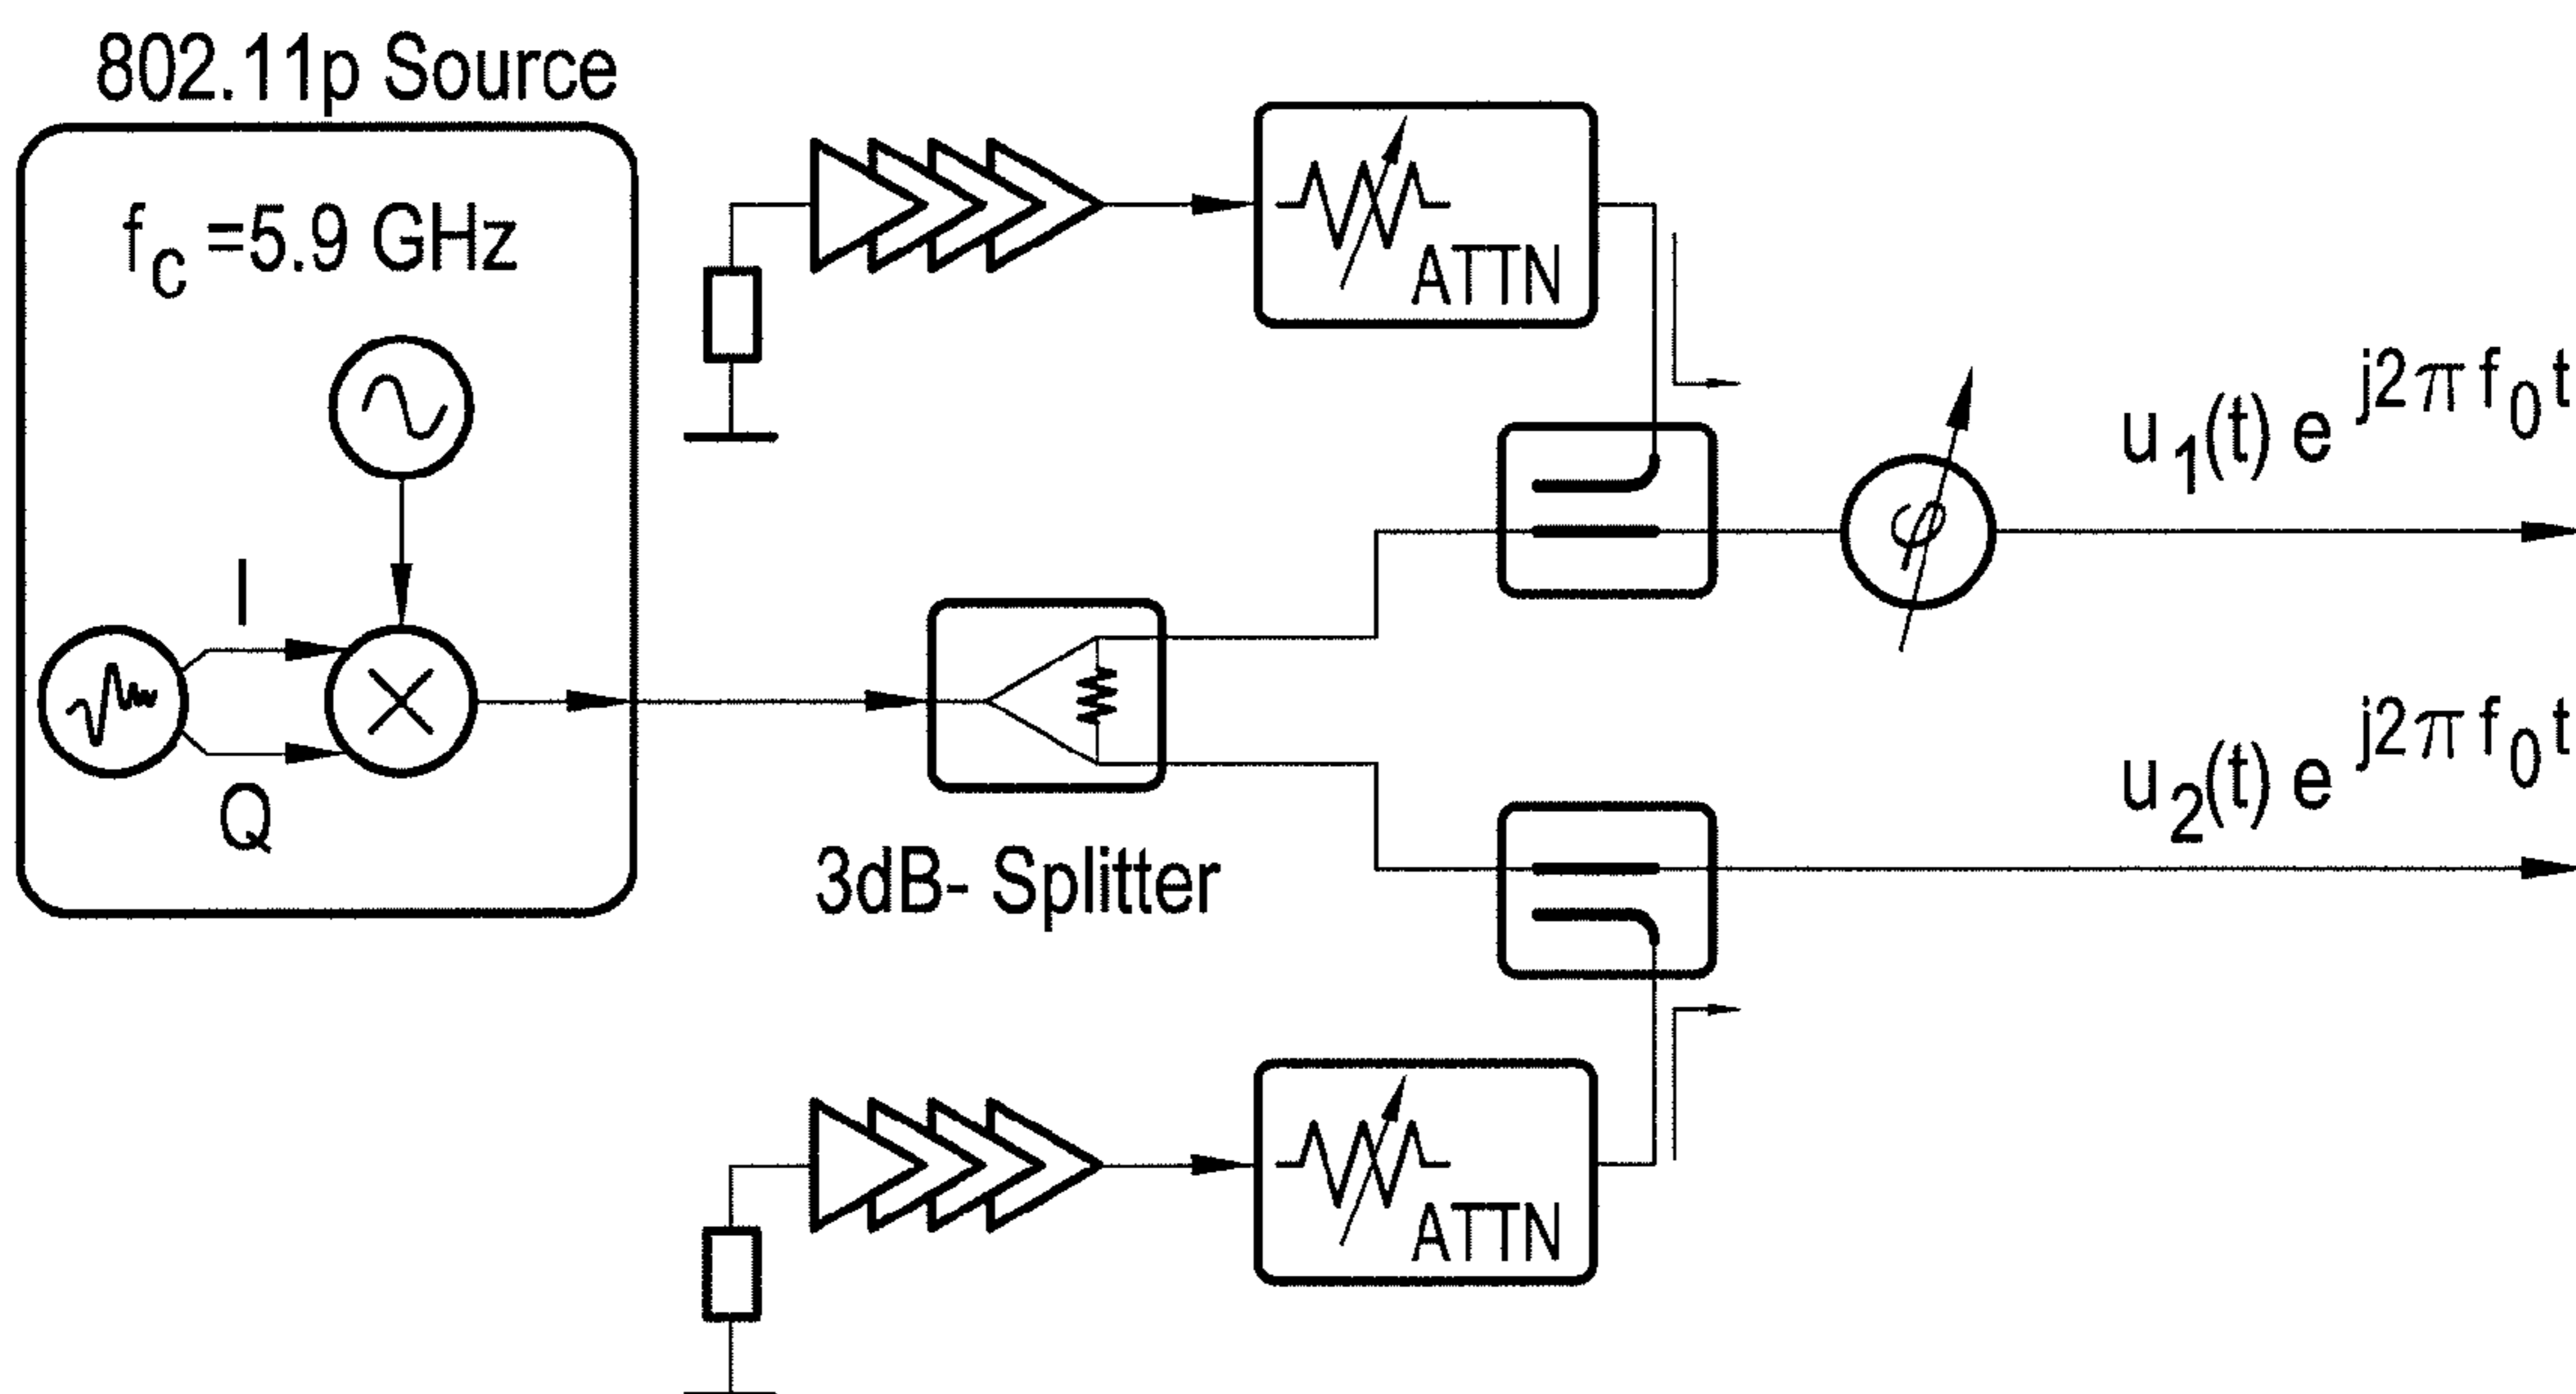 802.11p Source
f_c =5.9 GHz
ATTN
I
Q
3dB- Splitter
φ
u_1(t) e^{j2π f_0 t}
u_2(t) e^{j2π f_0 t}
ATTN